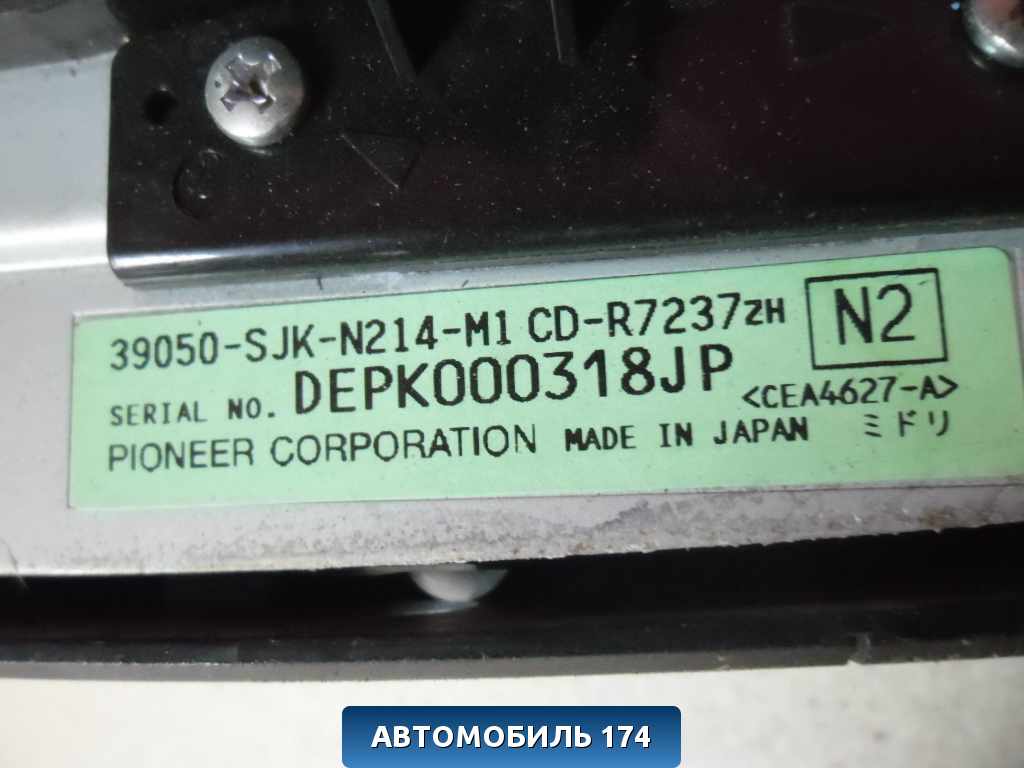 39050-SJK-N214-M1 CD-R7237ZH N2
SERIAL NO. DEPK000318JP <CEA4627-A>
PIONEER CORPORATION MADE IN JAPAN ミドリ
АВТОМОБИЛЬ 174